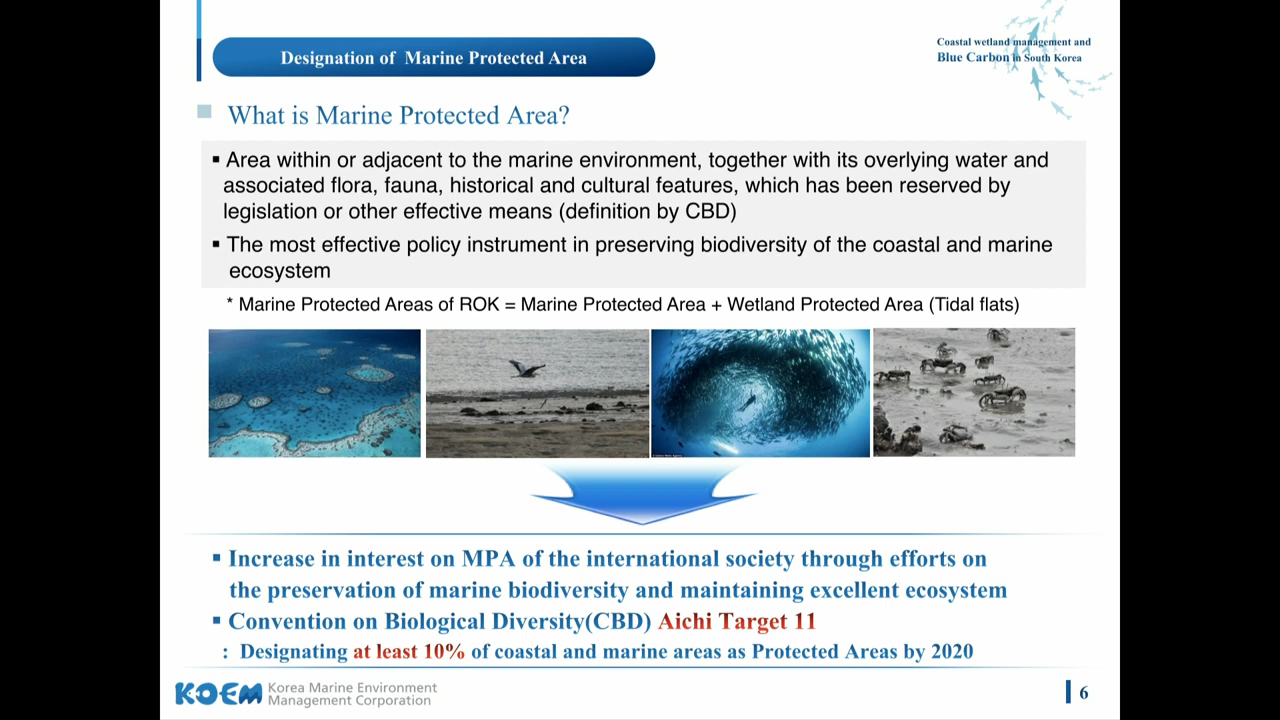 Designation of Marine Protected Area
Coastal wetland management and
Blue Carbon in South Korea
What is Marine Protected Area?
▪ Area within or adjacent to the marine environment, together with its overlying water and
associated flora, fauna, historical and cultural features, which has been reserved by
legislation or other effective means (definition by CBD)
▪ The most effective policy instrument in preserving biodiversity of the coastal and marine
ecosystem
* Marine Protected Areas of ROK = Marine Protected Area + Wetland Protected Area (Tidal flats)
▪ Increase in interest on MPA of the international society through efforts on
the preservation of marine biodiversity and maintaining excellent ecosystem
▪ Convention on Biological Diversity(CBD) Aichi Target 11
: Designating at least 10% of coastal and marine areas as Protected Areas by 2020
KOEM Korea Marine Environment
Management Corporation
6